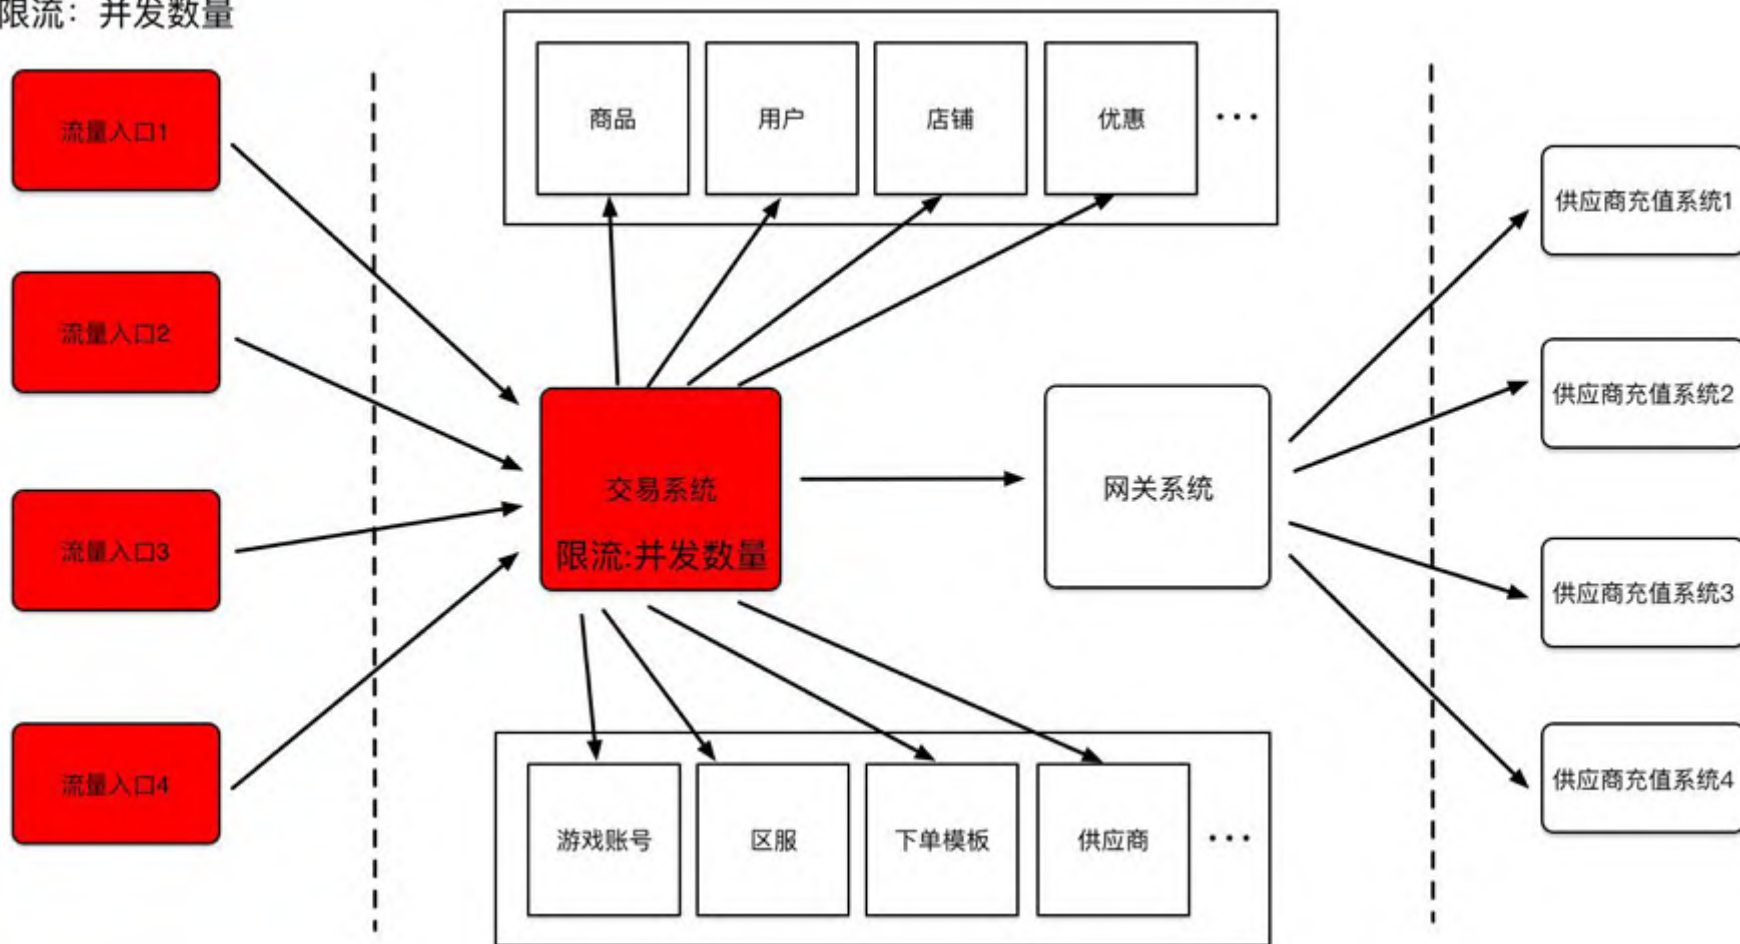 限流：并发数量
商品
用户
店铺
优惠
...
流量入口1
流量入口2
流量入口3
流量入口4
交易系统
限流:并发数量
网关系统
供应商充值系统1
供应商充值系统2
供应商充值系统3
供应商充值系统4
游戏账号
区服
下单模板
供应商
...